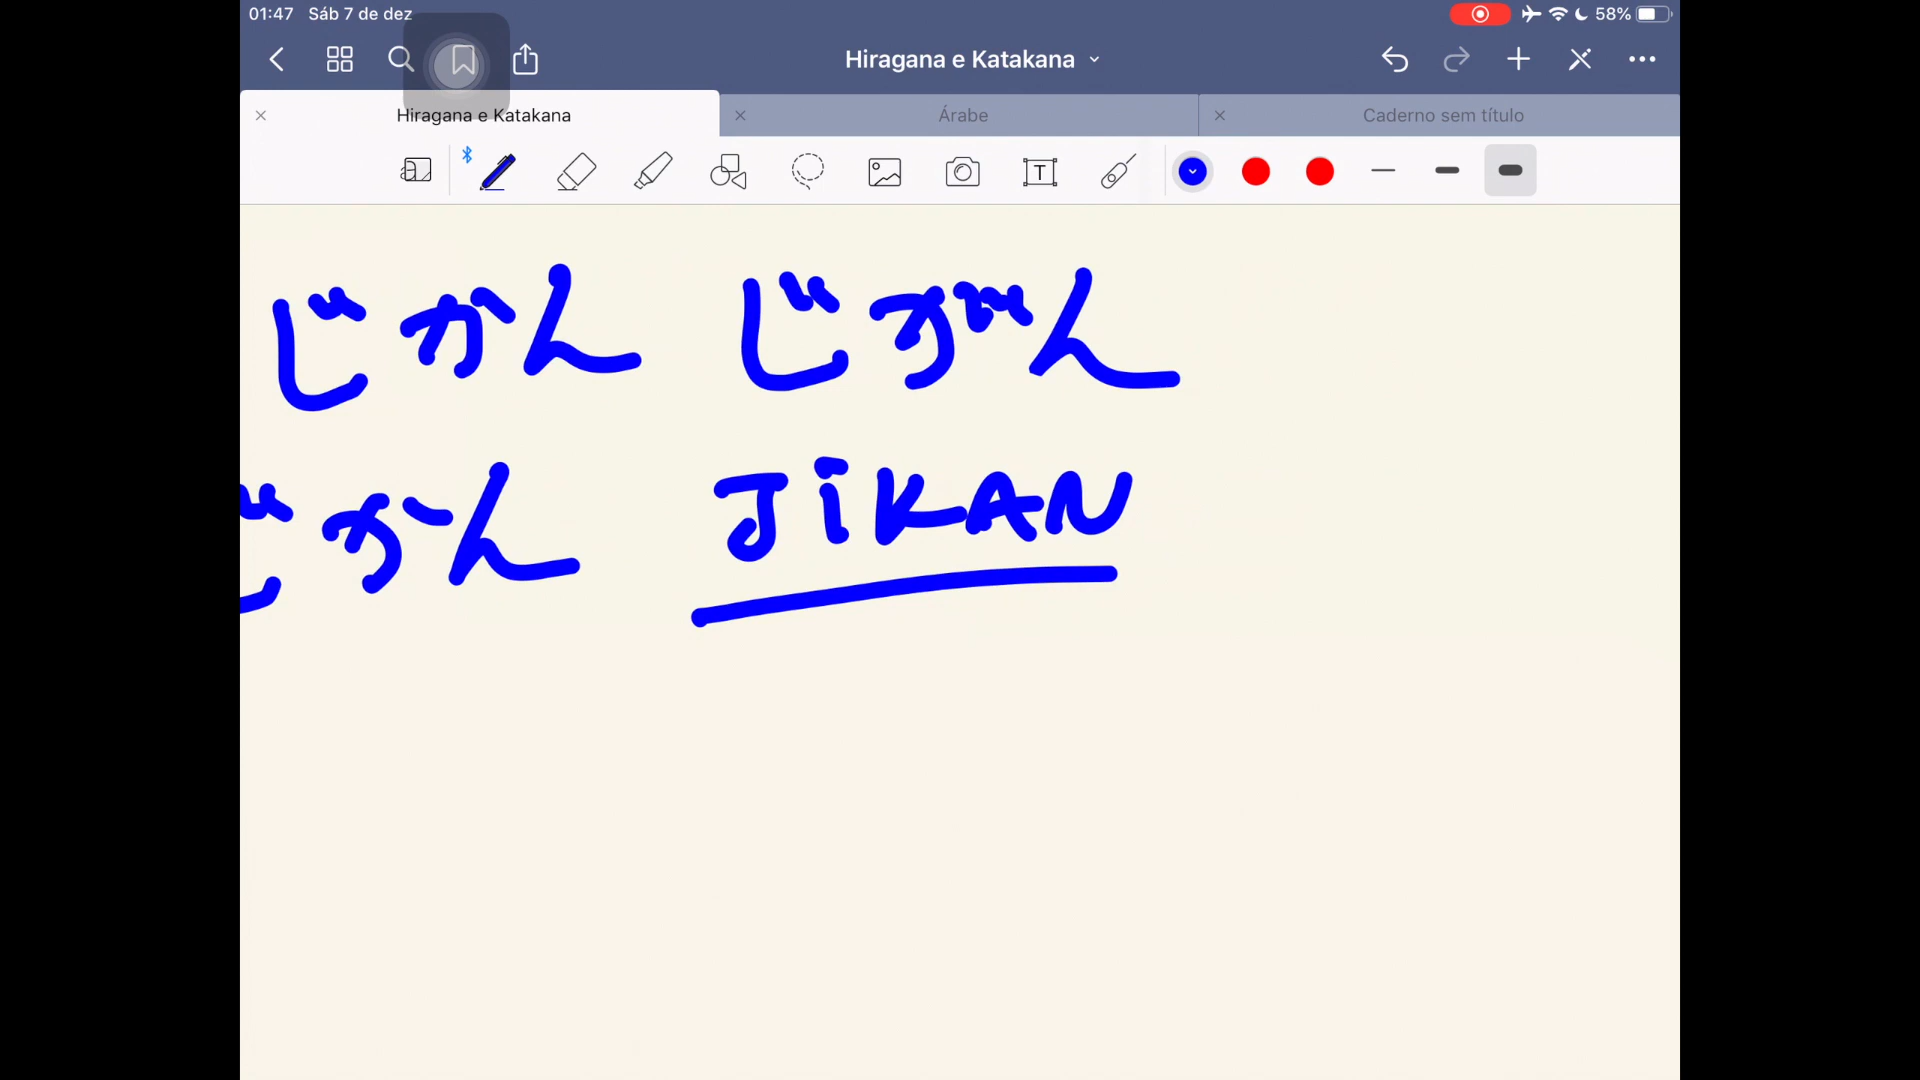 01:47 Sáb 7 de dez 58%
Hiragana e Katakana
Hiragana e Katakana Árabe Caderno sem título
T
じかん じがん
じかん JiKAN